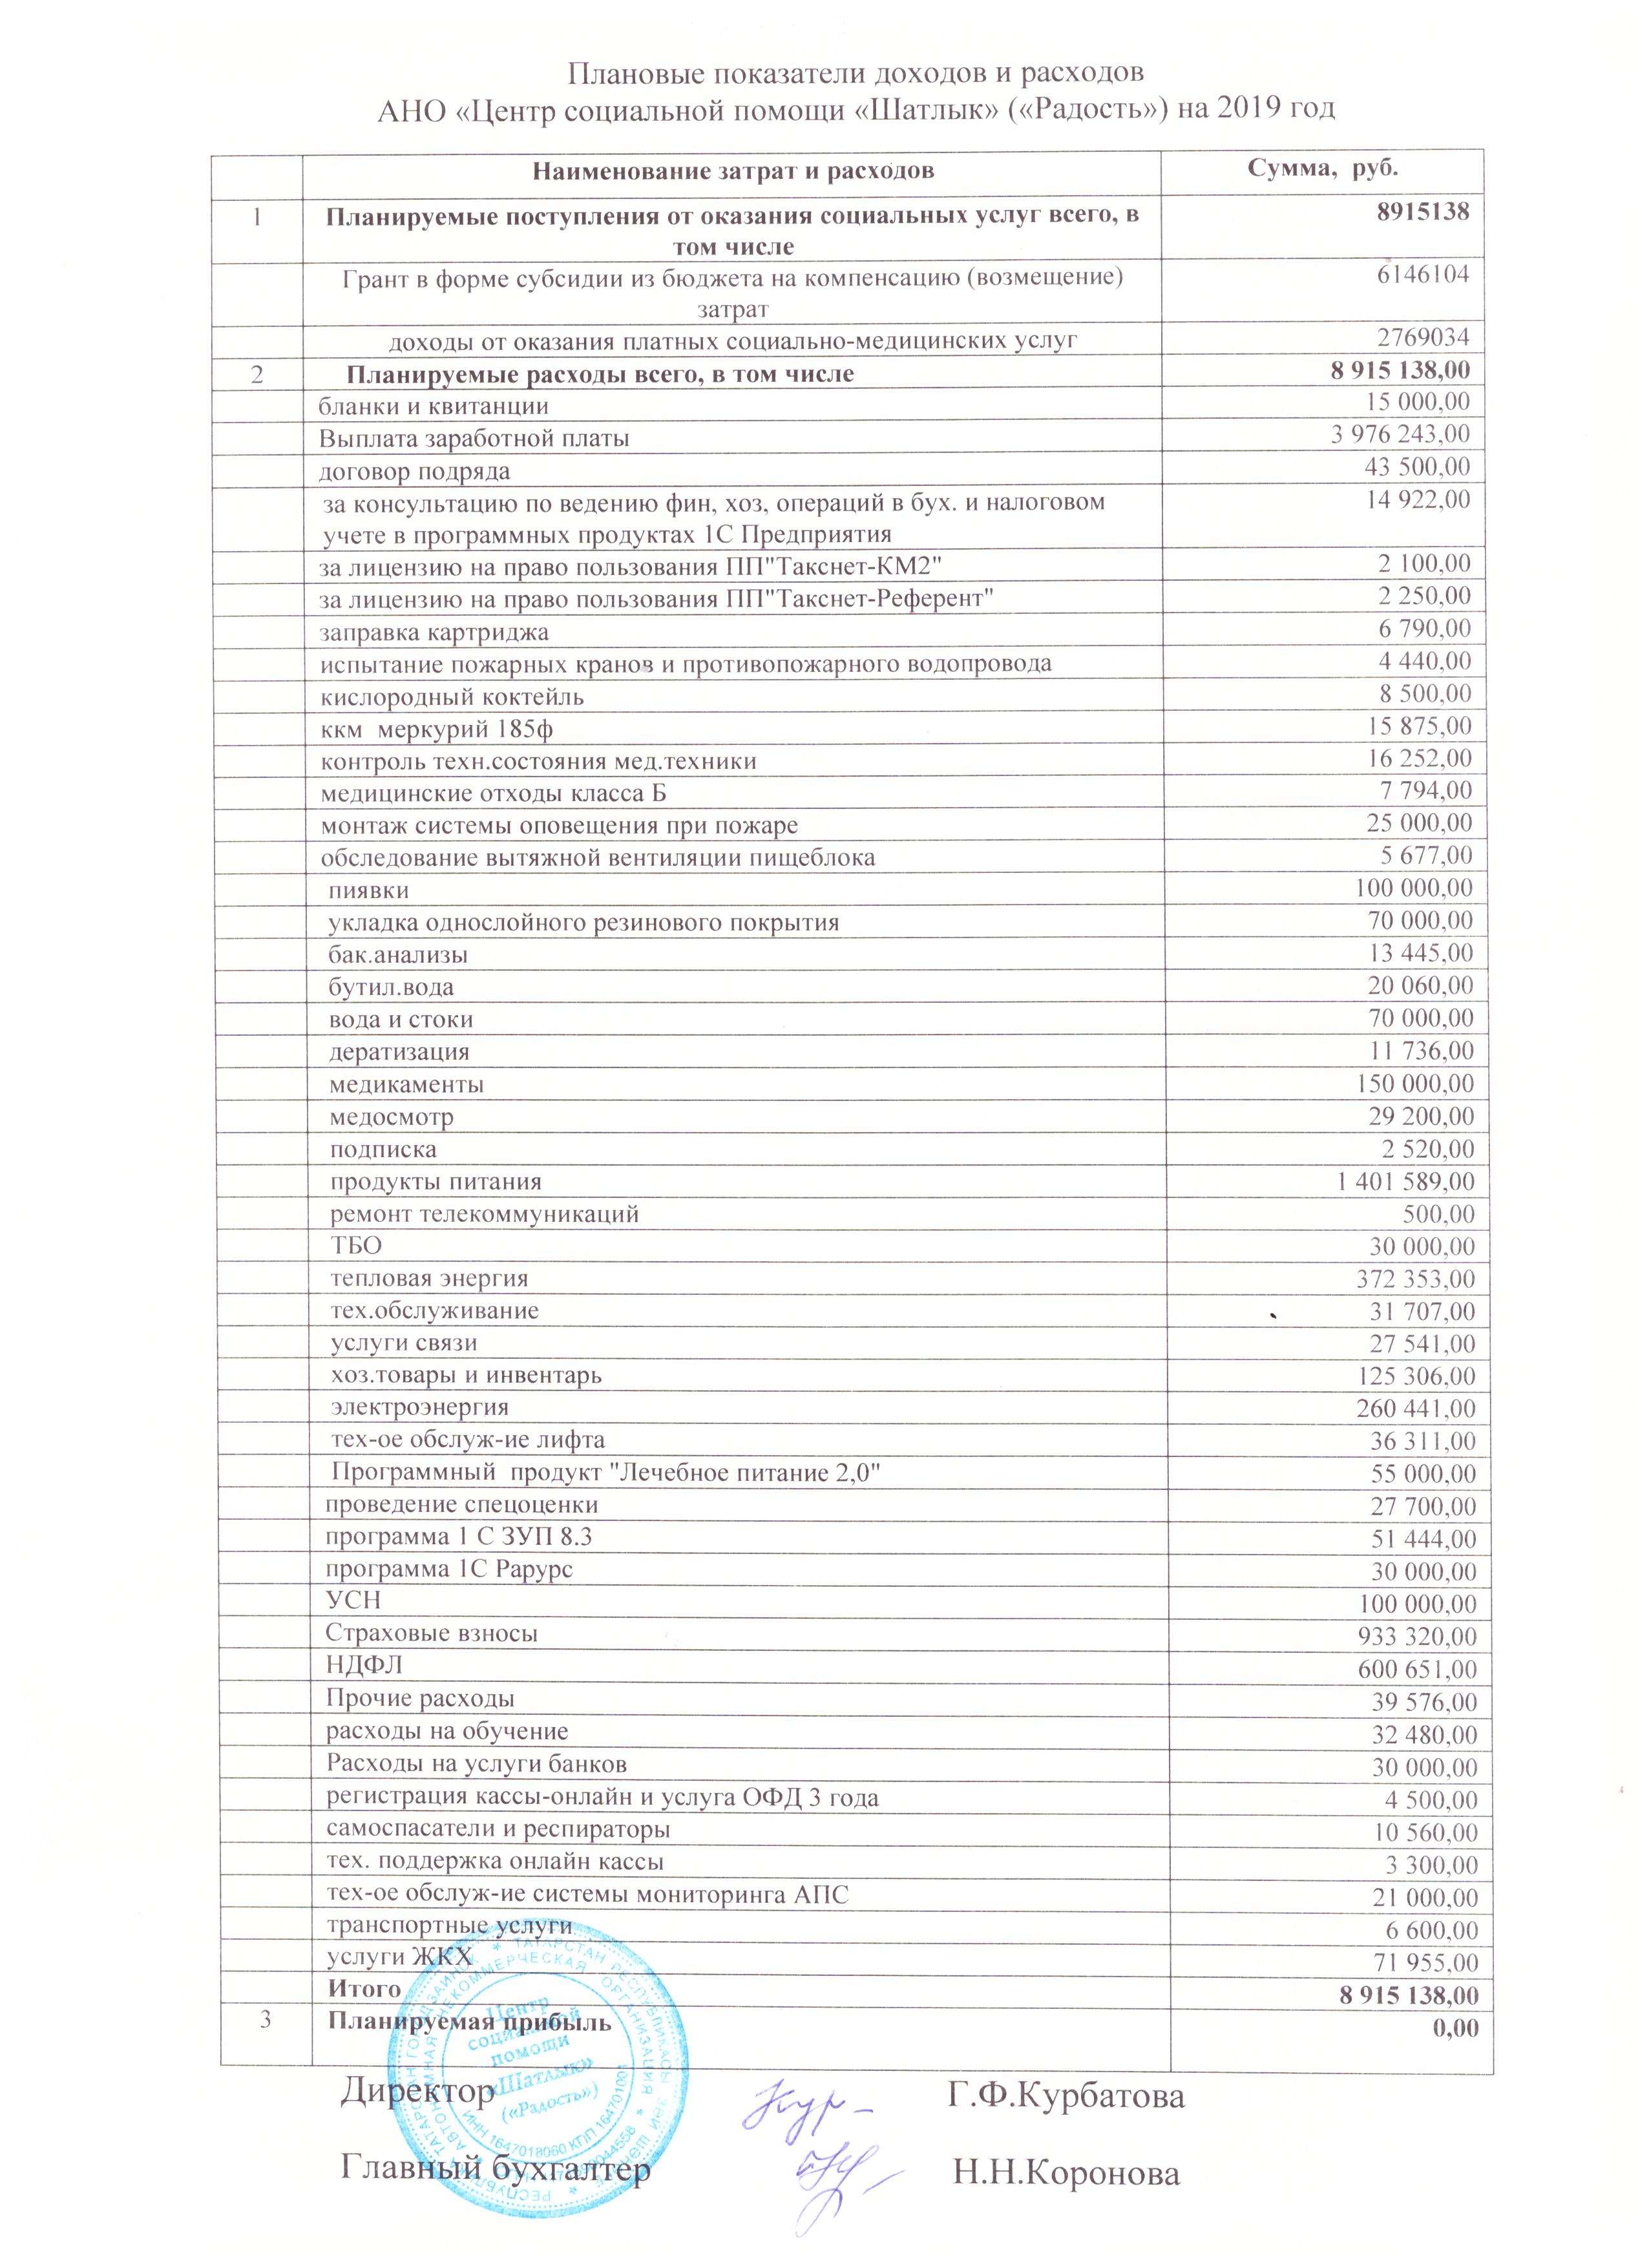 Плановые показатели доходов и расходов
АНО «Центр социальной помощи «Шатлык» («Радость») на 2019 год
Наименование затрат и расходов Сумма, руб.
1 Планируемые поступления от оказания социальных услуг всего, в 8915138
том числе
Грант в форме субсидии из бюджета на компенсацию (возмещение) 6146104
затрат
доходы от оказания платных социально-медицинских услуг 2769034
2 Планируемые расходы всего, в том числе 8 915 138,00
бланки и квитанции 15 000,00
Выплата заработной платы 3 976 243,00
договор подряда 43 500,00
за консультацию по ведению фин, хоз, операций в бух. и налоговом 14 922,00
учете в программных продуктах 1С Предприятия
за лицензию на право пользования ПП"Такснет-КМ2" 2 100,00
за лицензию на право пользования ПП"Такснет-Референт" 2 250,00
заправка картриджа 6 790,00
испытание пожарных кранов и противопожарного водопровода 4 440,00
кислородный коктейль 8 500,00
ккм меркурий 185ф 15 875,00
контроль техн.состояния мед.техники 16 252,00
медицинские отходы класса Б 7 794,00
монтаж системы оповещения при пожаре 25 000,00
обследование вытяжной вентиляции пищеблока 5 677,00
пиявки 100 000,00
укладка однослойного резинового покрытия 70 000,00
бак.анализы 13 445,00
бутил.вода 20 060,00
вода и стоки 70 000,00
дератизация 11 736,00
медикаменты 150 000,00
медосмотр 29 200,00
подписка 2 520,00
продукты питания 1 401 589,00
ремонт телекоммуникаций 500,00
ТБО 30 000,00
тепловая энергия 372 353,00
тех.обслуживание 31 707,00
услуги связи 27 541,00
хоз.товары и инвентарь 125 306,00
электроэнергия 260 441,00
тех-ое обслуж-ие лифта 36 311,00
Программный продукт "Лечебное питание 2,0" 55 000,00
проведение спецоценки 27 700,00
программа 1 С ЗУП 8.3 51 444,00
программа 1С Рарурс 30 000,00
УСН 100 000,00
Страховые взносы 933 320,00
НДФЛ 600 651,00
Прочие расходы 39 576,00
расходы на обучение 32 480,00
Расходы на услуги банков 30 000,00
регистрация кассы-онлайн и услуга ОФД 3 года 4 500,00
самоспасатели и респираторы 10 560,00
тех. поддержка онлайн кассы 3 300,00
тех-ое обслуж-ие системы мониторинга АПС 21 000,00
транспортные услуги 6 600,00
услуги ЖКХ 71 955,00
Итого 8 915 138,00
3 Планируемая прибыль 0,00
Директор Г.Ф.Курбатова
Главный бухгалтер Н.Н.Коронова
Центр
социальной
помощи
«Шатлык»
(«Радость»)
ИНН 1647018060 КПП 164701001
АВТОНОМНАЯ НЕКОММЕРЧЕСКАЯ ОРГАНИЗАЦИЯ